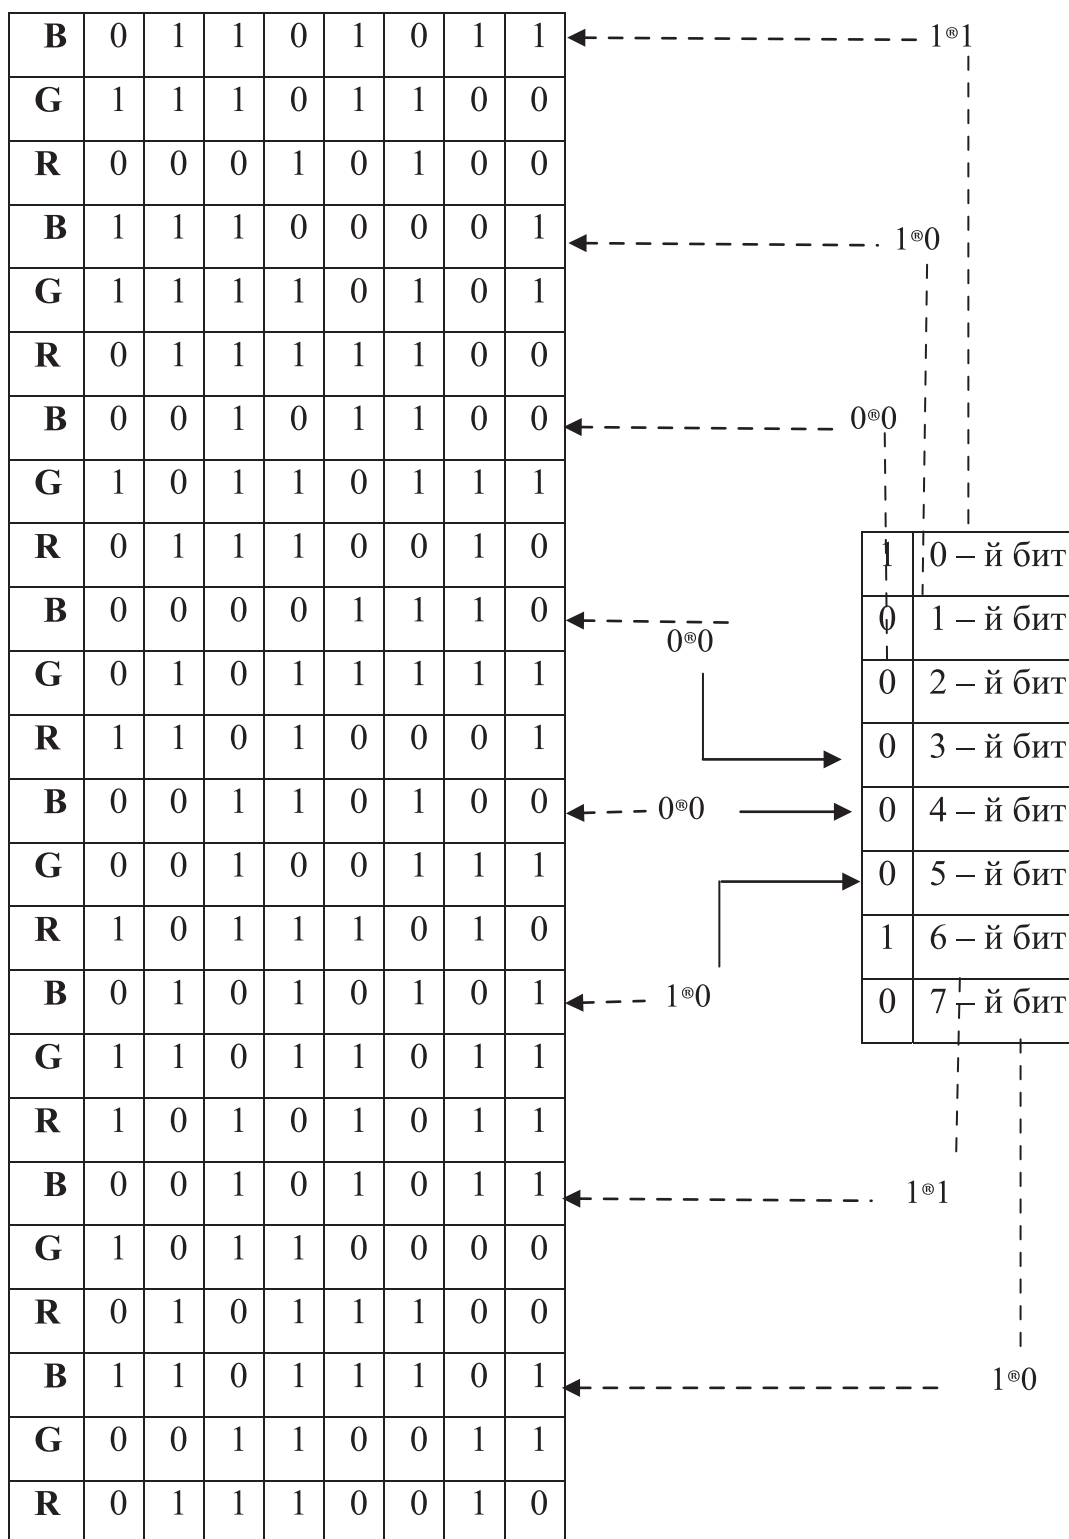 B 0 1 1 0 1 0 1 1 1®1
G 1 1 1 0 1 1 0 0
R 0 0 0 1 0 1 0 0
B 1 1 1 0 0 0 0 1 1®0
G 1 1 1 1 0 1 0 1
R 0 1 1 1 1 1 0 0
B 0 0 1 0 1 1 0 0 0®0
G 1 0 1 1 0 1 1 1
R 0 1 1 1 0 0 1 0 1 0 – й бит
B 0 0 0 0 1 1 1 0 0®0 0 1 – й бит
G 0 1 0 1 1 1 1 1 0 2 – й бит
R 1 1 0 1 0 0 0 1 0 3 – й бит
B 0 0 1 1 0 1 0 0 0®0 0 4 – й бит
G 0 0 1 0 0 1 1 1 0 5 – й бит
R 1 0 1 1 1 0 1 0 1 6 – й бит
B 0 1 0 1 0 1 0 1 1®0 0 7 – й бит
G 1 1 0 1 1 0 1 1
R 1 0 1 0 1 0 1 1
B 0 0 1 0 1 0 1 1 1®1
G 1 0 1 1 0 0 0 0
R 0 1 0 1 1 1 0 0
B 1 1 0 1 1 1 0 1 1®0
G 0 0 1 1 0 0 1 1
R 0 1 1 1 0 0 1 0